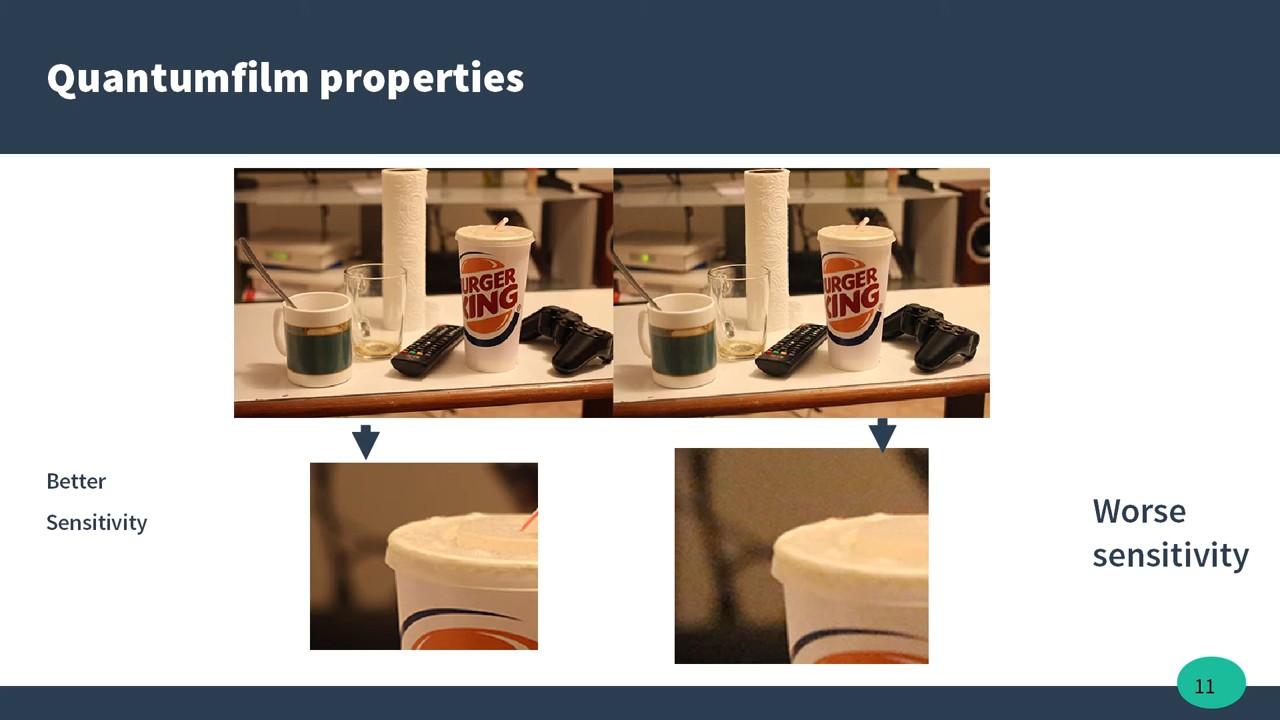 Quantumfilm properties
URGER
KING
URGER
KING
Better
Sensitivity
Worse
sensitivity
11